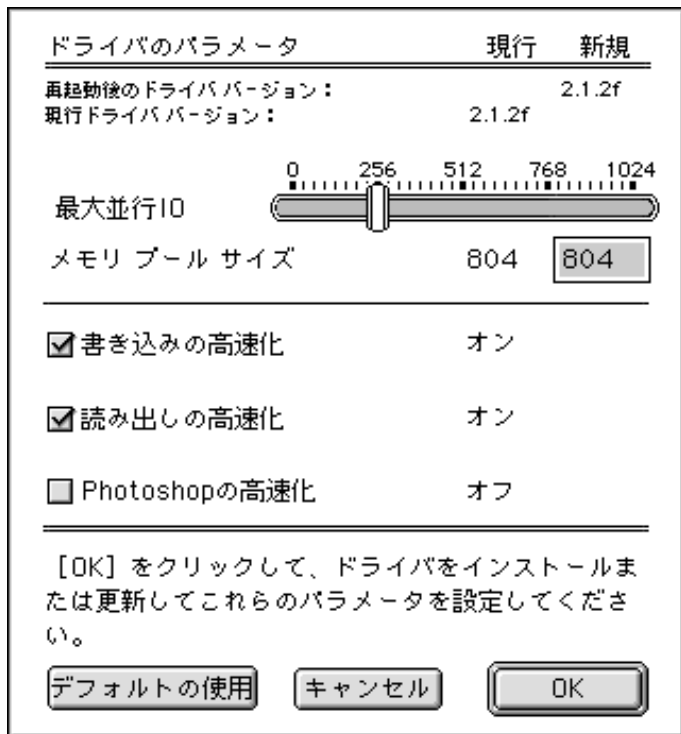 ドライバのパラメータ 現行 新規
再起動後のドライバ バージョン： 2.1.2f
現行ドライバ バージョン： 2.1.2f
0 256 512 768 1024
最大並行IO
メモリ プール サイズ 804 804
書き込みの高速化 オン
読み出しの高速化 オン
Photoshopの高速化 オフ
［OK］をクリックして、ドライバをインストールま
たは更新してこれらのパラメータを設定してくださ
い。
デフォルトの使用 キャンセル OK